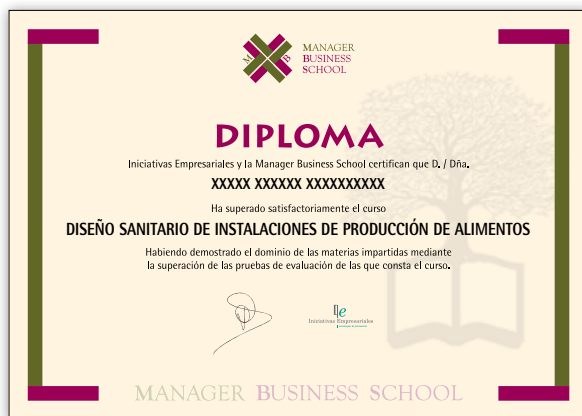 M B
MANAGER
BUSINESS
SCHOOL
DIPLOMA
Iniciativas Empresariales y la Manager Business School certifican que D. / Dña.
XXXXX XXXXXX XXXXXXXXXX
Ha superado satisfactoriamente el curso
DISEÑO SANITARIO DE INSTALACIONES DE PRODUCCIÓN DE ALIMENTOS
Habiendo demostrado el dominio de las materias impartidas mediante
la superación de las pruebas de evaluación de las que consta el curso.
Ie
Iniciativas Empresariales
MANAGER BUSINESS SCHOOL